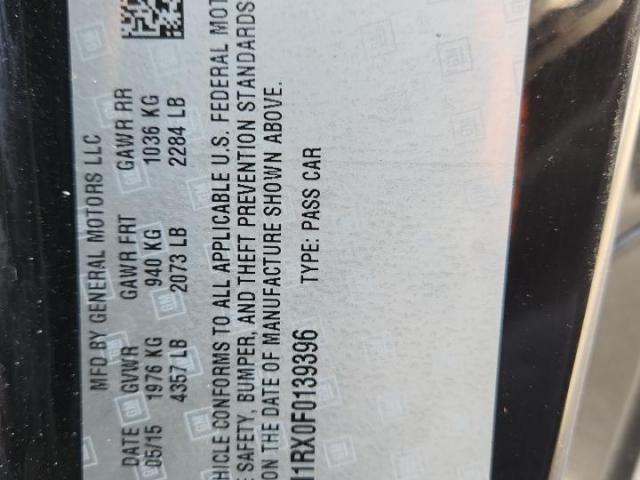 MFD BY GENERAL MOTORS LLC
DATE GVWR GAWR FRT GAWR RR
05/15 1976 KG 940 KG 1036 KG
4357 LB 2073 LB 2284 LB
HICLE CONFORMS TO ALL APPLICABLE U.S. FEDERAL MOT
E SAFETY, BUMPER, AND THEFT PREVENTION STANDARDS
ON THE DATE OF MANUFACTURE SHOWN ABOVE.
1RX0F0139396 TYPE: PASS CAR